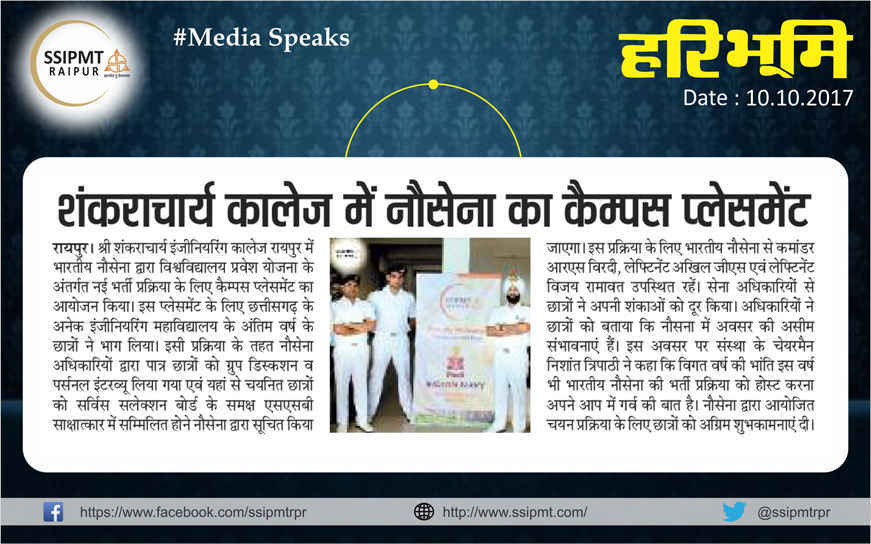 SSIPMT
RAIPUR
#Media Speaks
हरिभूमि
Date : 10.10.2017
शंकराचार्य कालेज में नौसेना का कैम्पस प्लेसमेंट
रायपुर। श्री शंकराचार्य इंजीनियरिंग कालेज रायपुर में
भारतीय नौसेना द्वारा विश्वविद्यालय प्रवेश योजना के
अंतर्गत नई भर्ती प्रक्रिया के लिए कैम्पस प्लेसमेंट का
आयोजन किया। इस प्लेसमेंट के लिए छत्तीसगढ़ के
अनेक इंजीनियरिंग महाविद्यालय के अंतिम वर्ष के
छात्रों ने भाग लिया। इसी प्रक्रिया के तहत नौसेना
अधिकारियों द्वारा पात्र छात्रों को ग्रुप डिस्कशन व
पर्सनल इंटरव्यू लिया गया एवं यहां से चयनित छात्रों
को सर्विस सलेक्शन बोर्ड के समक्ष एसएसबी
साक्षात्कार में सम्मिलित होने नौसेना द्वारा सूचित किया
SSIPMT
RAIPUR
INDIAN NAVY
जाएगा। इस प्रक्रिया के लिए भारतीय नौसेना से कमांडर
आरएस विरदी, लेफ्टिनेंट अखिल जीएस एवं लेफ्टिनेंट
विजय रामावत उपस्थित रहें। सेना अधिकारियों से
छात्रों ने अपनी शंकाओं को दूर किया। अधिकारियों ने
छात्रों को बताया कि नौसना में अवसर की असीम
संभावनाएं हैं। इस अवसर पर संस्था के चेयरमैन
निशांत त्रिपाठी ने कहा कि विगत वर्ष की भांति इस वर्ष
भी भारतीय नौसेना की भर्ती प्रक्रिया को होस्ट करना
अपने आप में गर्व की बात है। नौसेना द्वारा आयोजित
चयन प्रक्रिया के लिए छात्रों को अग्रिम शुभकामनाएं दी।
https://www.facebook.com/ssipmtrpr
http://www.ssipmt.com/
@ssipmtrpr